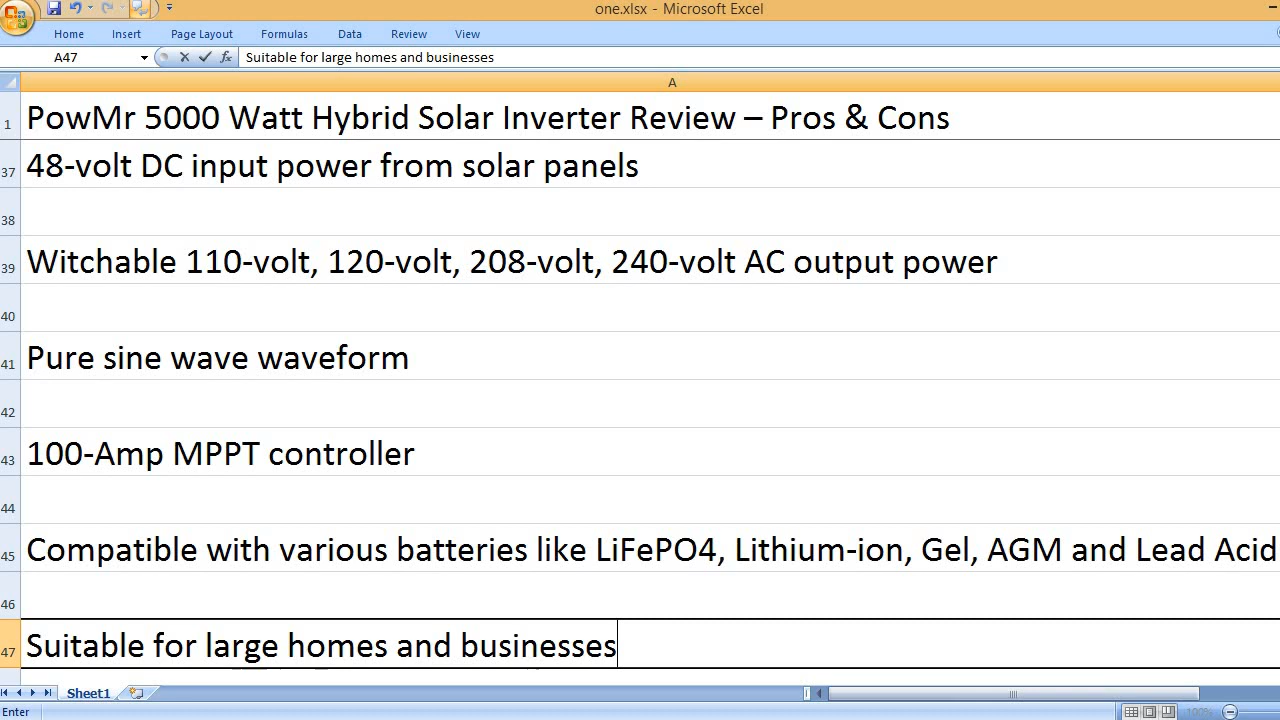 one.xlsx - Microsoft Excel
Home Insert Page Layout Formulas Data Review View
A47 fx Suitable for large homes and businesses
A
1 PowMr 5000 Watt Hybrid Solar Inverter Review – Pros & Cons
37 48-volt DC input power from solar panels
38
39 Witchable 110-volt, 120-volt, 208-volt, 240-volt AC output power
40
41 Pure sine wave waveform
42
43 100-Amp MPPT controller
44
45 Compatible with various batteries like LiFePO4, Lithium-ion, Gel, AGM and Lead Acid
46
47 Suitable for large homes and businesses
Sheet1
Enter 100%